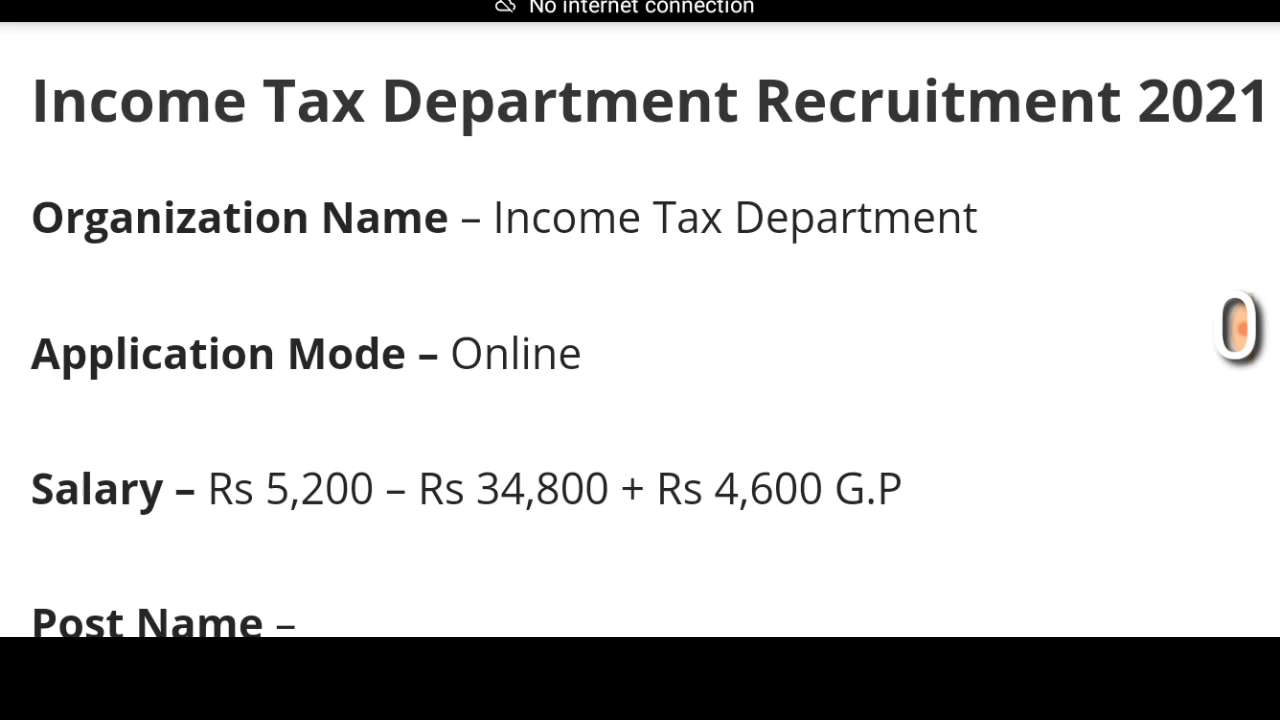 No internet connection
Income Tax Department Recruitment 2021
Organization Name – Income Tax Department
Application Mode – Online
0
Salary – Rs 5,200 – Rs 34,800 + Rs 4,600 G.P
Post Name –